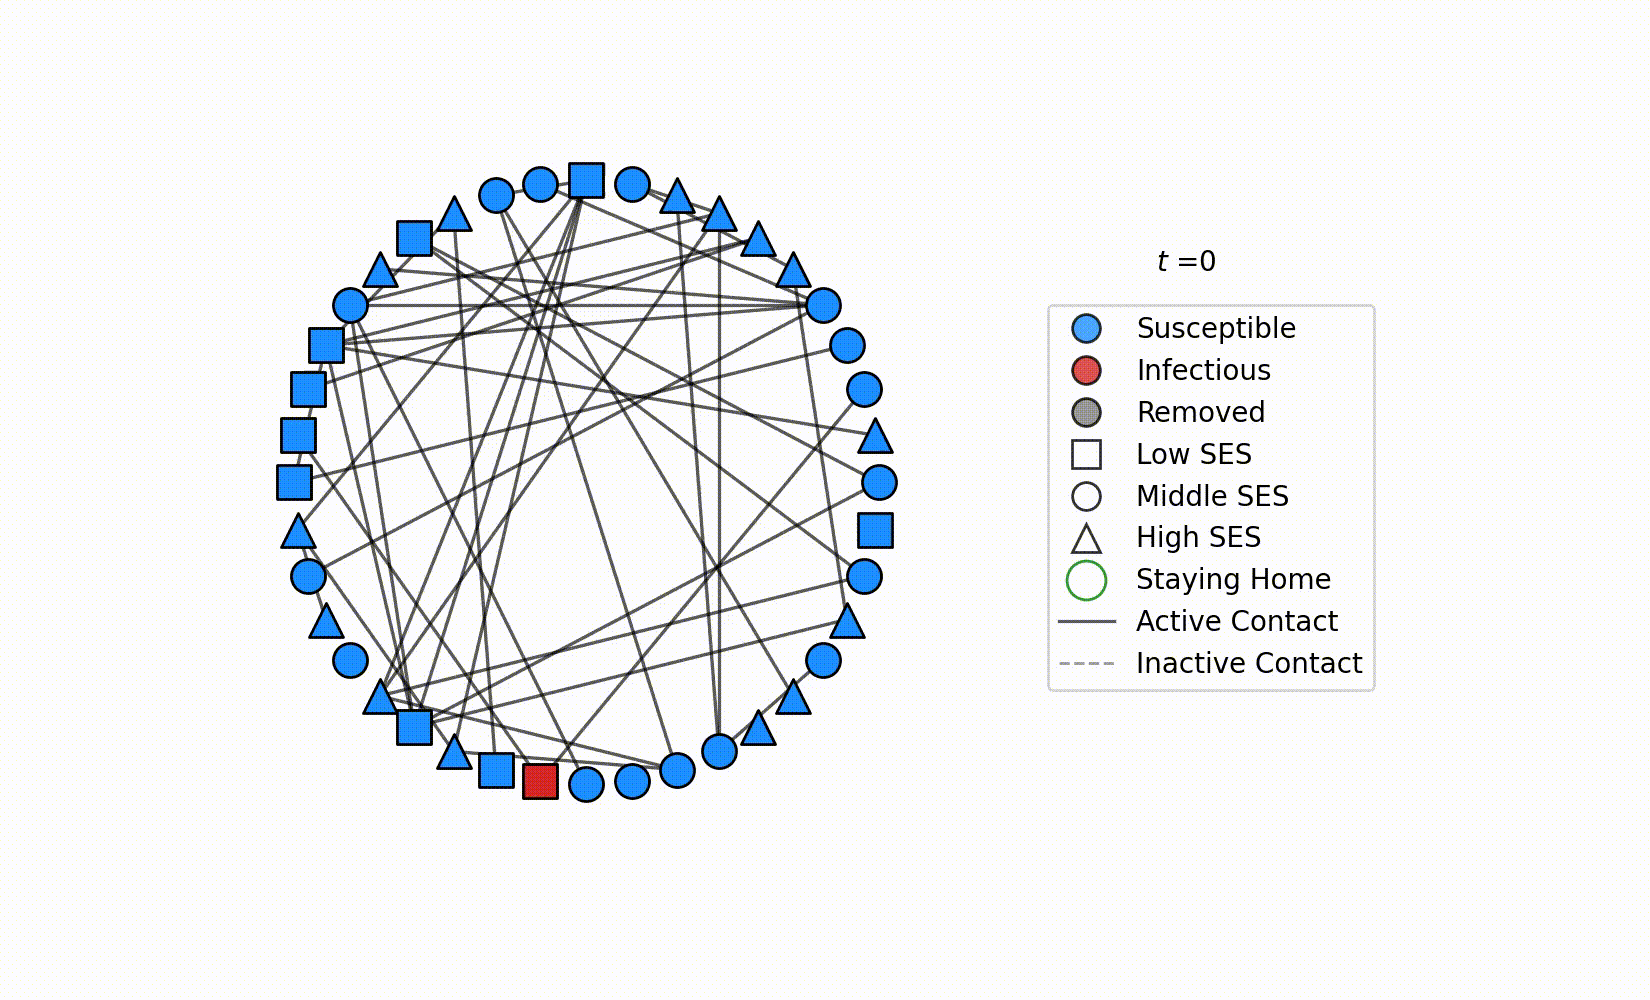 t =0
Susceptible
Infectious
Removed
Low SES
Middle SES
High SES
Staying Home
Active Contact
Inactive Contact